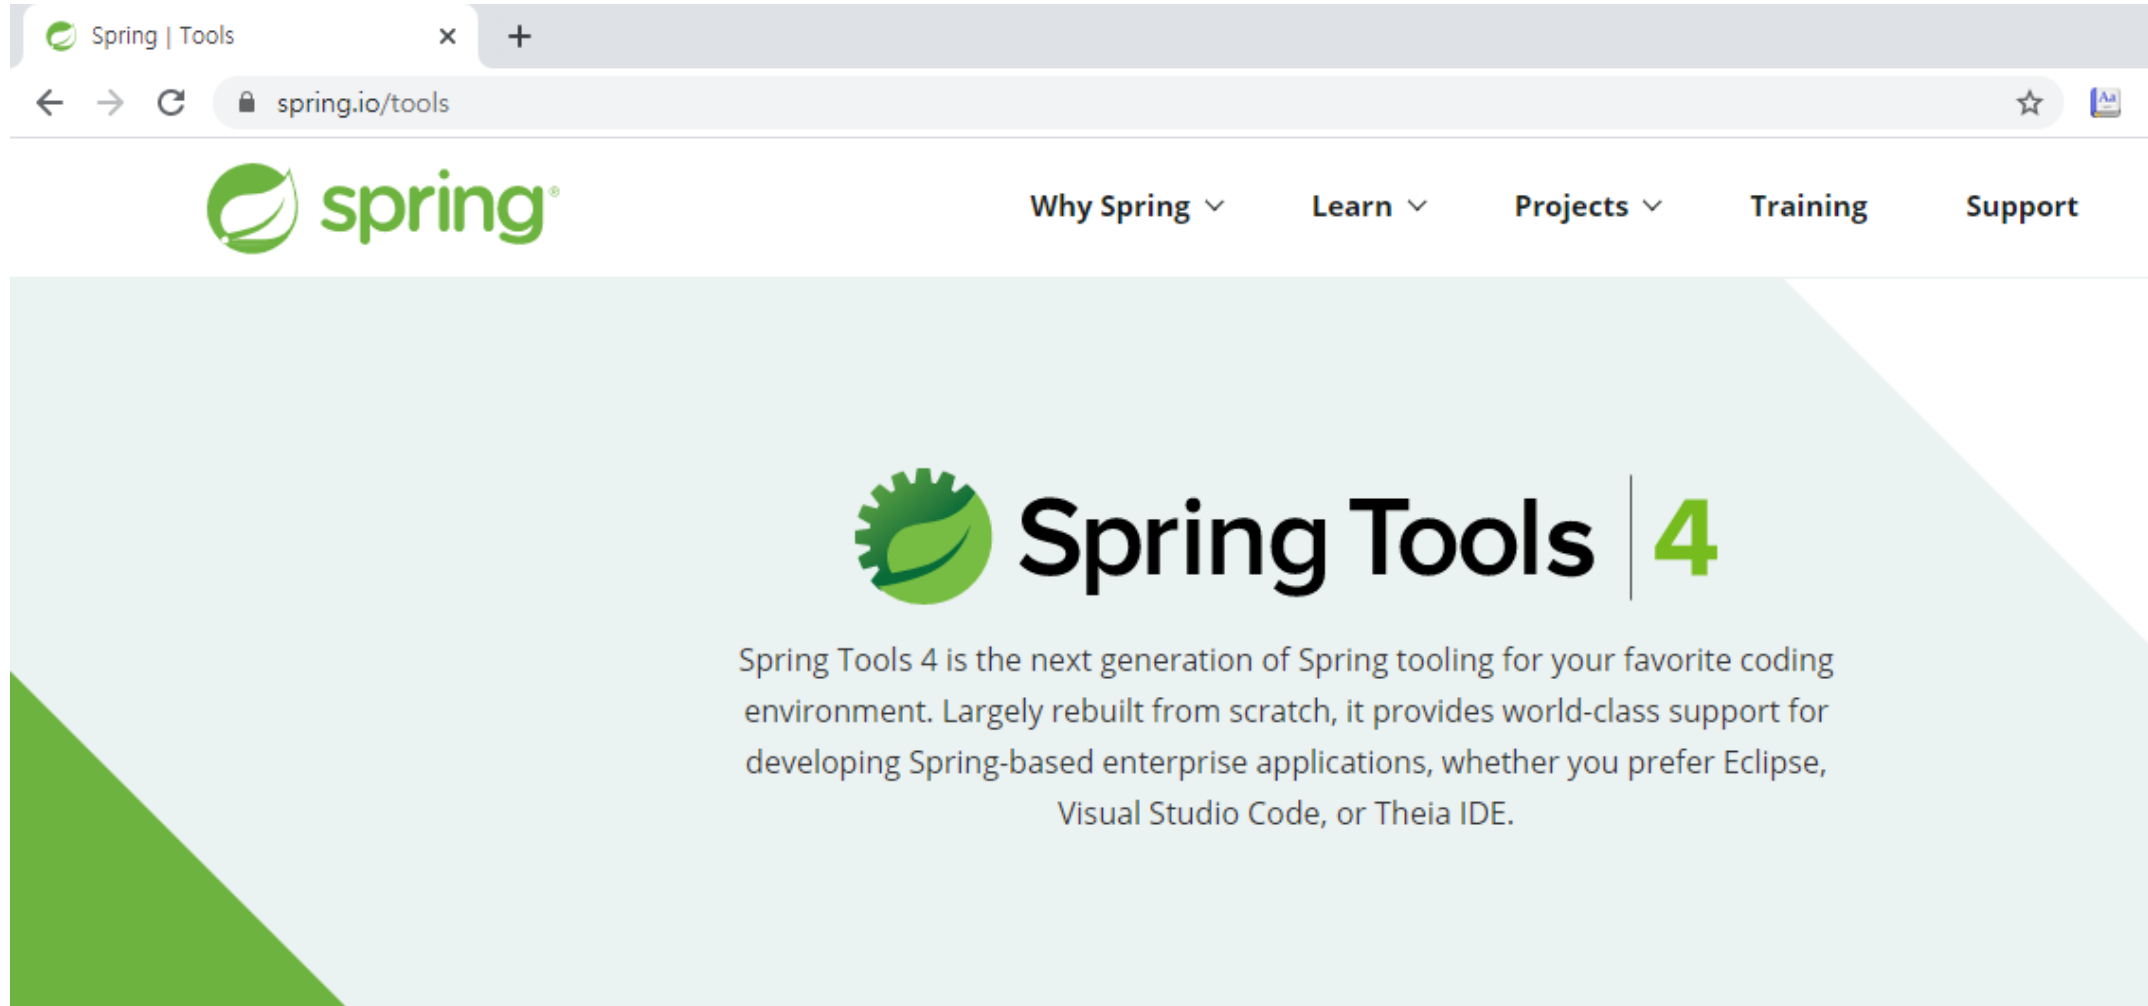 Spring | Tools
spring.io/tools
spring®
Why Spring
Learn
Projects
Training
Support
Spring Tools | 4
Spring Tools 4 is the next generation of Spring tooling for your favorite coding
environment. Largely rebuilt from scratch, it provides world-class support for
developing Spring-based enterprise applications, whether you prefer Eclipse,
Visual Studio Code, or Theia IDE.